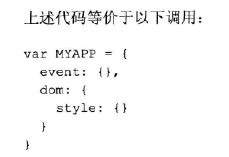 上述代码等价于以下调用：
var MYAPP = {
  event: {},
  dom: {
    style: {}
  }
}